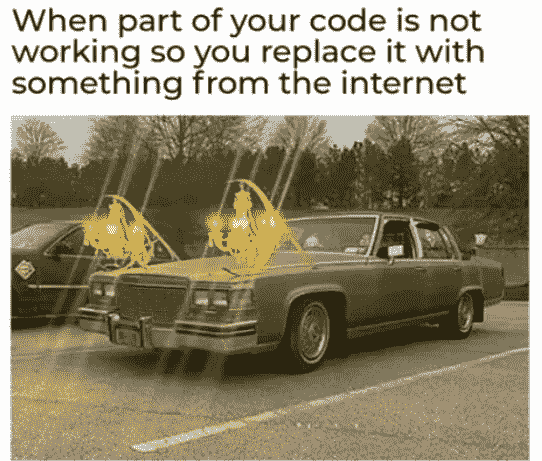 When part of your code is not
working so you replace it with
something from the internet